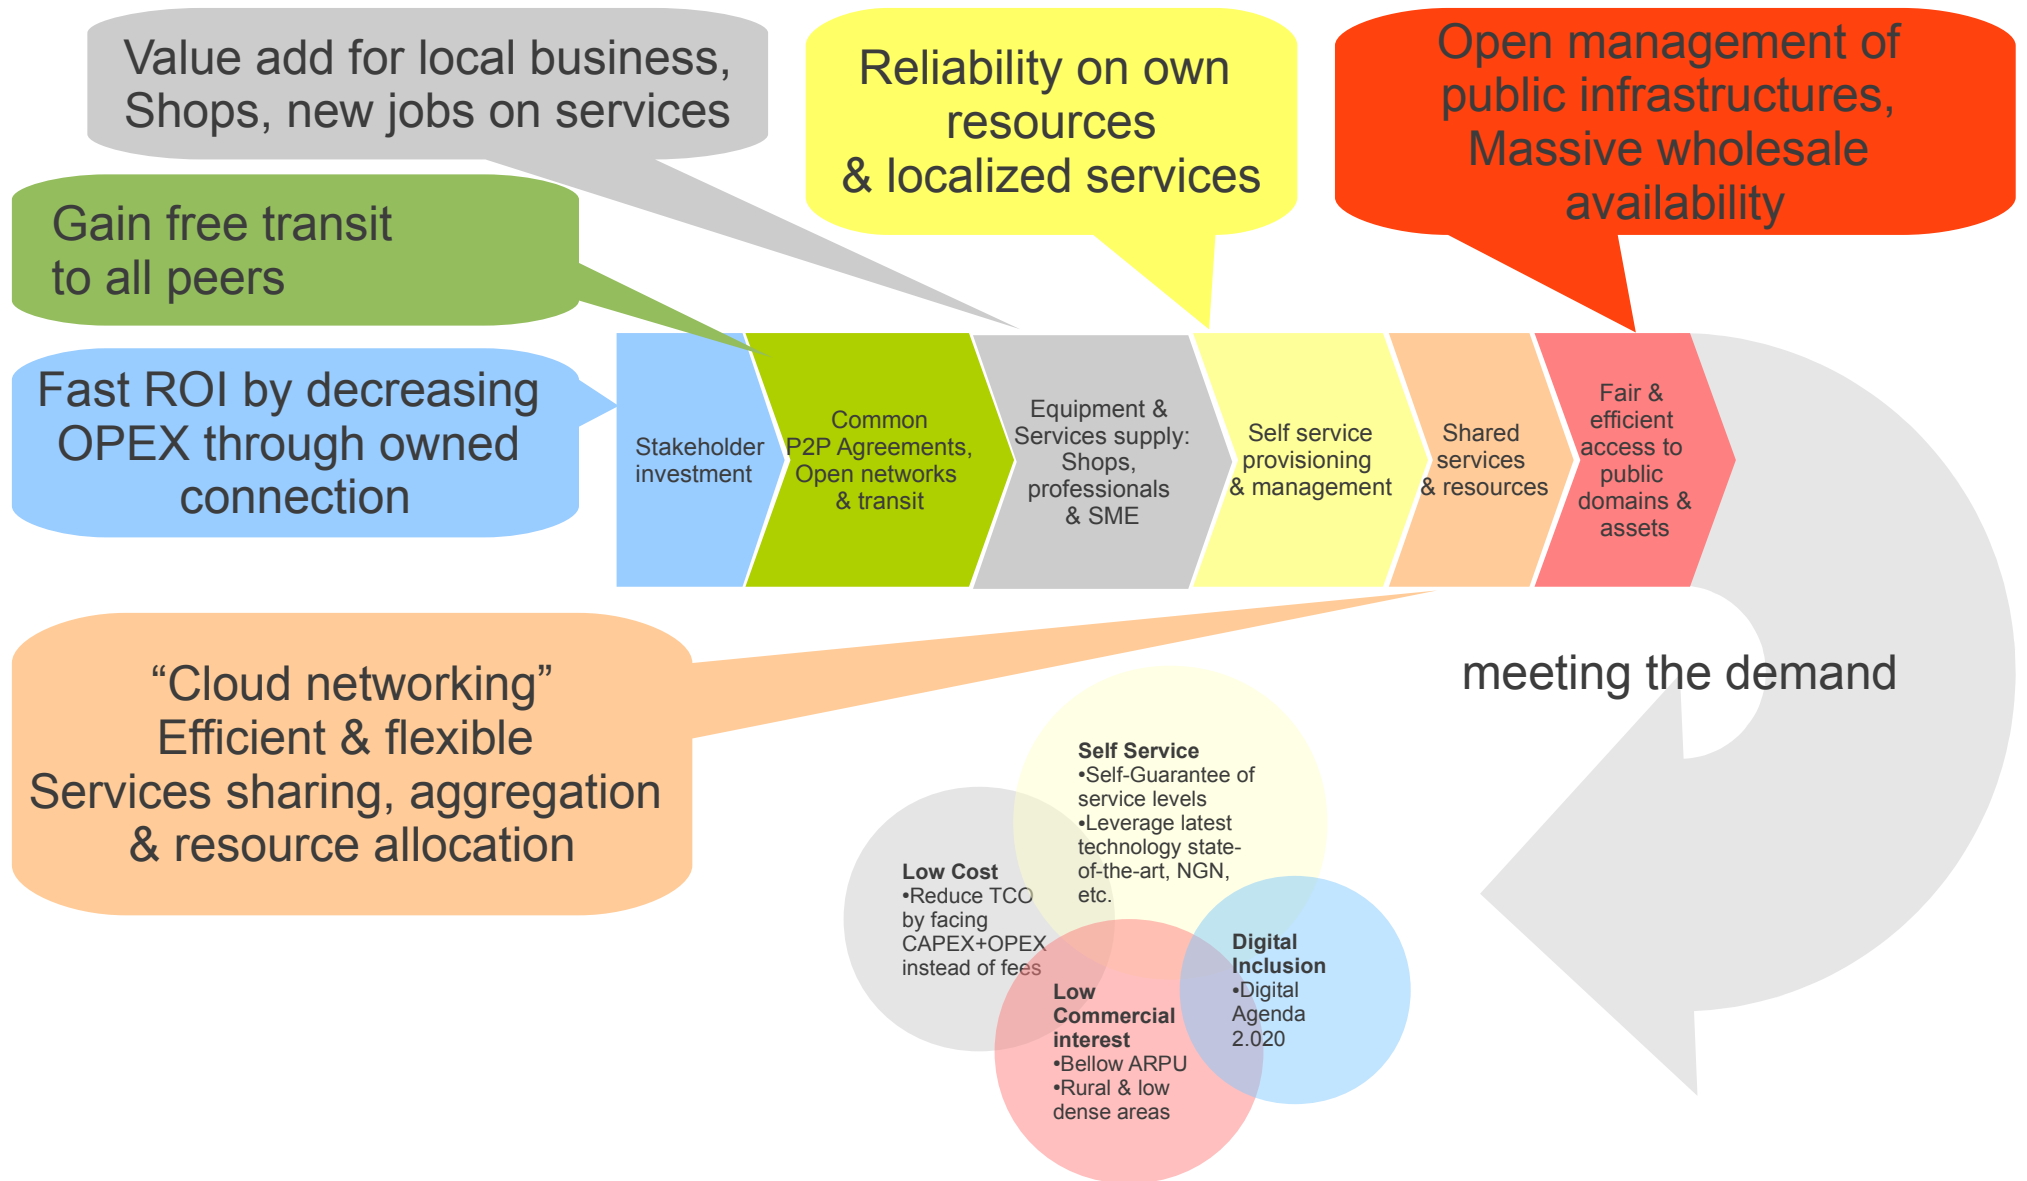 Value add for local business,
Shops, new jobs on services
Reliability on own
resources
& localized services
Open management of
public infrastructures,
Massive wholesale
availability
Gain free transit
to all peers
Fast ROI by decreasing
OPEX through owned
connection
Stakeholder
investment
Common
P2P Agreements,
Open networks
& transit
Equipment &
Services supply:
Shops,
professionals
& SME
Self service
provisioning
& management
Shared
services
& resources
Fair &
efficient
access to
public
domains &
assets
“Cloud networking”
Efficient & flexible
Services sharing, aggregation
& resource allocation
meeting the demand
Self Service
•Self-Guarantee of
service levels
•Leverage latest
technology state-
of-the-art, NGN,
etc.
Low Cost
•Reduce TCO
by facing
CAPEX+OPEX
instead of fees
Digital
Inclusion
•Digital
Agenda
2.020
Low
Commercial
interest
•Bellow ARPU
•Rural & low
dense areas